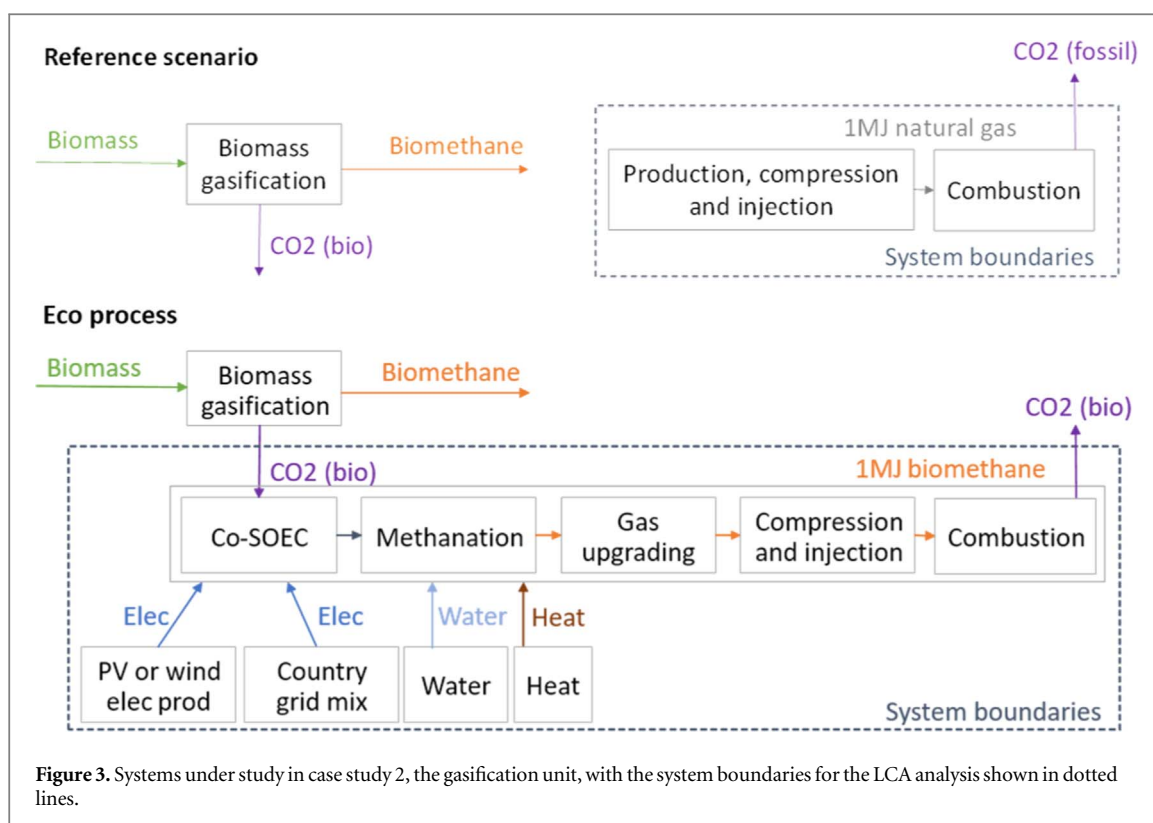 Reference scenario
CO2 (fossil)
Biomass
Biomass
gasification
Biomethane
CO2 (bio)
1MJ natural gas
Production, compression
and injection
Combustion
System boundaries
Eco process
Biomass
Biomass
gasification
Biomethane
CO2 (bio)
CO2 (bio)
1MJ biomethane
Co-SOEC
Methanation
Gas
upgrading
Compression
and injection
Combustion
Elec
Elec
Water
Heat
PV or wind
elec prod
Country
grid mix
Water
Heat
System boundaries
Figure 3. Systems under study in case study 2, the gasification unit, with the system boundaries for the LCA analysis shown in dotted
lines.